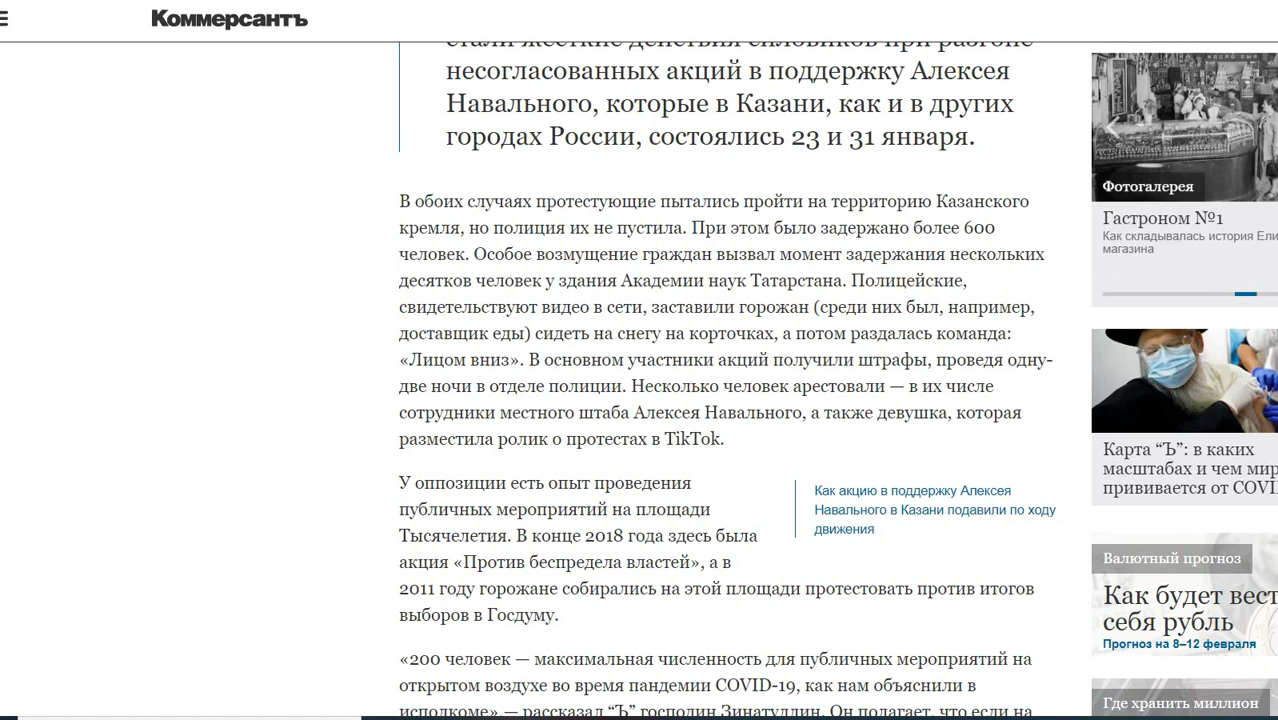 Коммерсантъ
стали жесткие действия силовиков при разгоне
несогласованных акций в поддержку Алексея
Навального, которые в Казани, как и в других
городах России, состоялись 23 и 31 января.
В обоих случаях протестующие пытались пройти на территорию Казанского
кремля, но полиция их не пустила. При этом было задержано более 600
человек. Особое возмущение граждан вызвал момент задержания нескольких
десятков человек у здания Академии наук Татарстана. Полицейские,
свидетельствуют видео в сети, заставили горожан (среди них был, например,
доставщик еды) сидеть на снегу на корточках, а потом раздалась команда:
«Лицом вниз». В основном участники акций получили штрафы, проведя одну-
две ночи в отделе полиции. Несколько человек арестовали — в их числе
сотрудники местного штаба Алексея Навального, а также девушка, которая
разместила ролик о протестах в TikTok.
У оппозиции есть опыт проведения
публичных мероприятий на площади
Тысячелетия. В конце 2018 года здесь была
акция «Против беспредела властей», а в
2011 году горожане собирались на этой площади протестовать против итогов
выборов в Госдуму.
Как акцию в поддержку Алексея
Навального в Казани подавили по ходу
движения
«200 человек — максимальная численность для публичных мероприятий на
открытом воздухе во время пандемии COVID-19, как нам объяснили в
исполкоме»,— рассказал “Ъ” господин Зинатуллин. Он полагает, что если на
Фотогалерея
Гастроном №1
Как складывалась история Ели
магазина
Карта “Ъ”: в каких
масштабах и чем мир
прививается от COVI
Валютный прогноз
Как будет вест
себя рубль
Прогноз на 8–12 февраля
Где хранить миллион